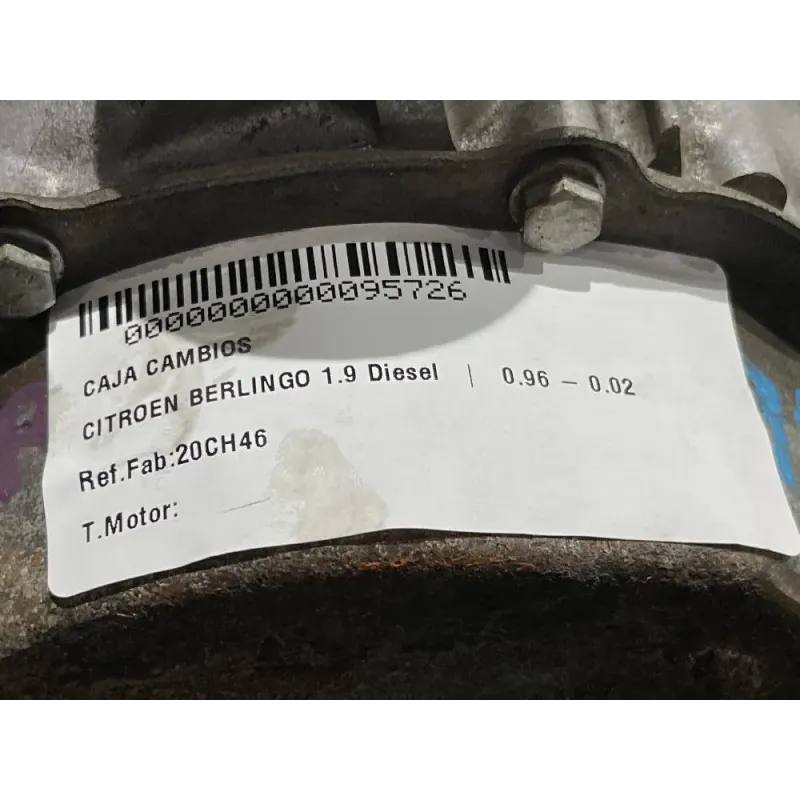 0000000000095726
CAJA CAMBIOS
CITROEN BERLINGO 1.9 Diesel | 0.96 - 0.02
Ref.Fab:20CH46
T.Motor: